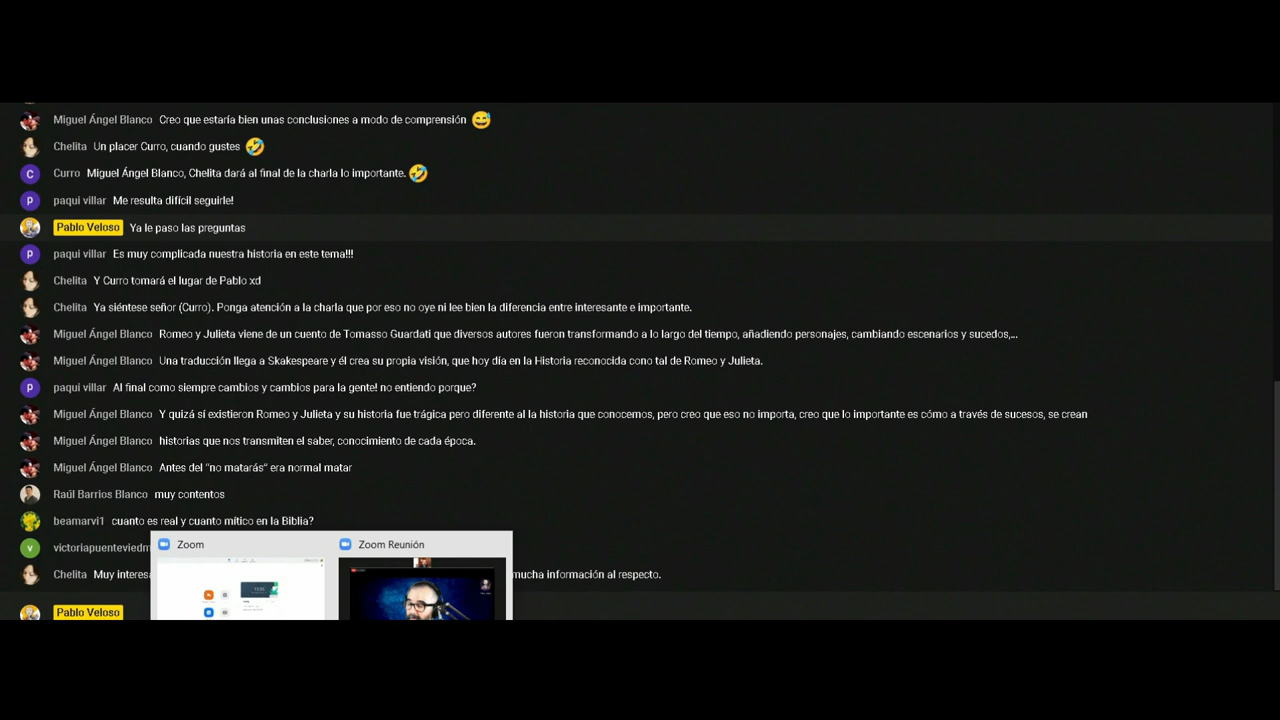 Miguel Ángel Blanco Creo que estaría bien unas conclusiones a modo de comprensión 😅
Chelita Un placer Curro, cuando gustes 🤣
C Curro Miguel Ángel Blanco, Chelita dará al final de la charla lo importante. 🤣
p paqui villar Me resulta difícil seguirle!
Pablo Veloso Ya le paso las preguntas
p paqui villar Es muy complicada nuestra historia en este tema!!!
Chelita Y Curro tomará el lugar de Pablo xd
Chelita Ya siéntese señor (Curro). Ponga atención a la charla que por eso no oye ni lee bien la diferencia entre interesante e importante.
Miguel Ángel Blanco Romeo y Julieta viene de un cuento de Tomasso Guardati que diversos autores fueron transformando a lo largo del tiempo, añadiendo personajes, cambiando escenarios y sucedos,...
Miguel Ángel Blanco Una traducción llega a Skakespeare y él crea su propia visión, que hoy día en la Historia reconocida cono tal de Romeo y Julieta.
p paqui villar Al final como siempre cambios y cambios para la gente! no entiendo porque?
Miguel Ángel Blanco Y quizá sí existieron Romeo y Julieta y su historia fue trágica pero diferente al la historia que conocemos, pero creo que eso no importa, creo que lo importante es cómo a través de sucesos, se crean
Miguel Ángel Blanco historias que nos transmiten el saber, conocimiento de cada época.
Miguel Ángel Blanco Antes del “no matarás” era normal matar
Raúl Barrios Blanco muy contentos
beamarvi1 cuanto es real y cuanto mítico en la Biblia?
Zoom Zoom Reunión
v victoriapuenteviedm
Chelita Muy interesa mucha información al respecto.
Pablo Veloso